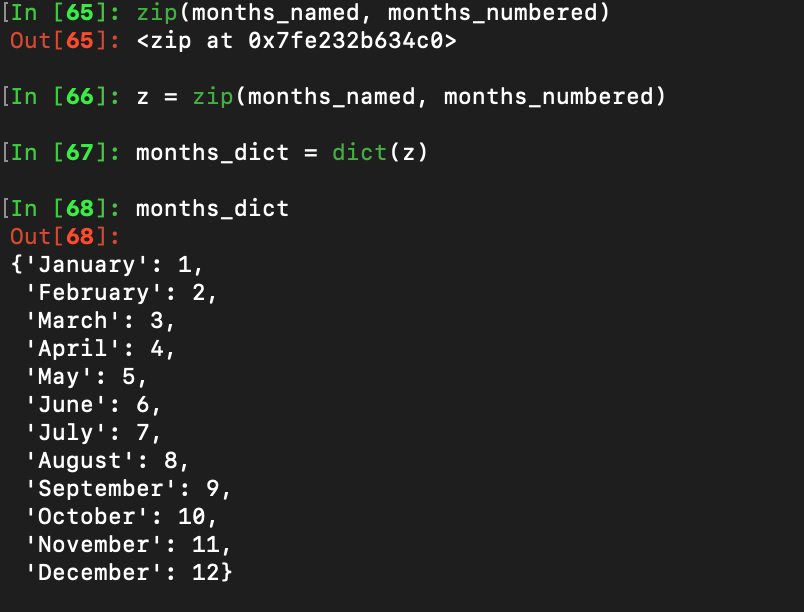 [In [65]: zip(months_named, months_numbered)
Out[65]: <zip at 0x7fe232b634c0>
[In [66]: z = zip(months_named, months_numbered)
[In [67]: months_dict = dict(z)
[In [68]: months_dict
Out[68]:
{'January': 1,
'February': 2,
'March': 3,
'April': 4,
'May': 5,
'June': 6,
'July': 7,
'August': 8,
'September': 9,
'October': 10,
'November': 11,
'December': 12}